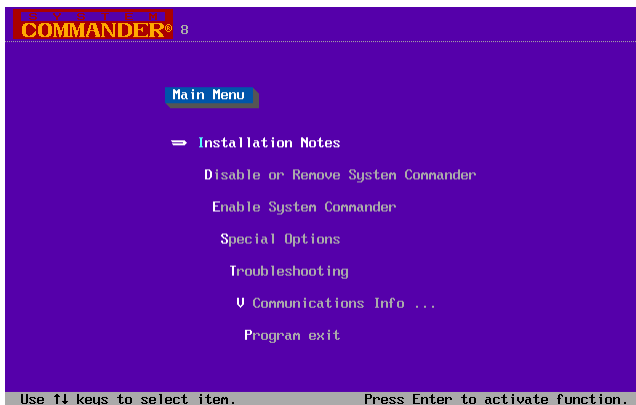 SYSTEM
COMMANDER® 8
Main Menu
Installation Notes
Disable or Remove System Commander
Enable System Commander
Special Options
Troubleshooting
V Communications Info ...
Program exit
Use ↑↓ keys to select item. Press Enter to activate function.